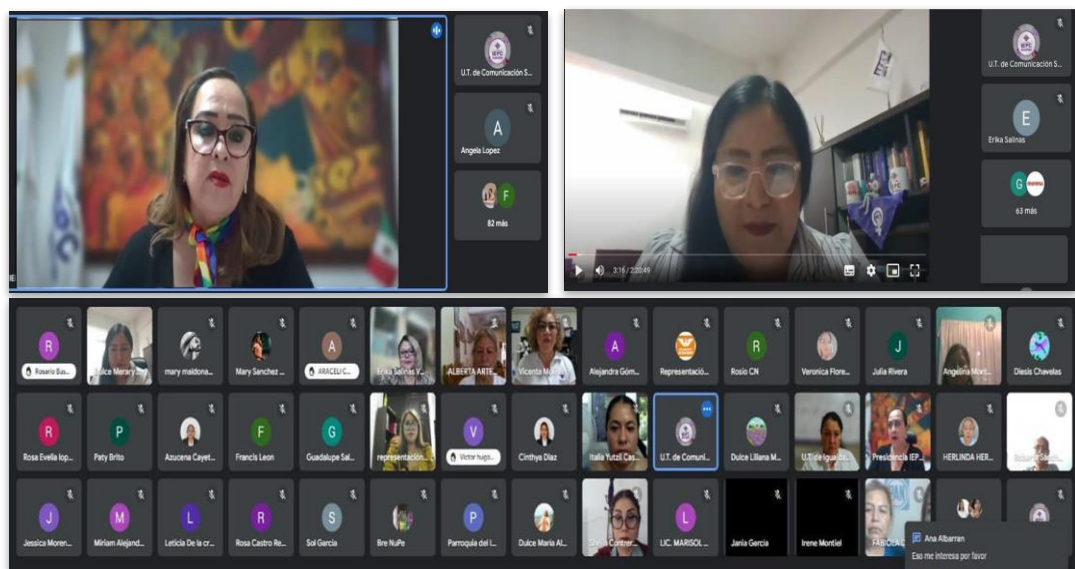 U.T. de Comunicación S...
A
Angela Lopez
F
82 más
U.T. de Comunicación S...
E
Erika Salinas
G
63 más
3:16 / 2:20:49
R
Rosario Bus...
Dulce Merary
mary maldona...
Mary Sanchez ...
A
ARACELI C...
Erika Salinas V...
ALBERTA ARTE...
Vicenta Mo
A
Alejandra Góm...
Representació...
R
Rosio CN
Veronica Flore...
J
Julia Rivera
Angelina Mont...
Diesis Chavelas
R
Rosa Evelia lop...
P
Paty Brito
Azucena Cayet...
F
Francis Leon
G
Guadalupe Sal...
representación...
V
Victor hugo...
Cinthya Diaz
Italia Yutzil Cas...
U.T. de Comuni...
Dulce Liliana M...
U.T. de Igualda...
Presidencia IEP...
HERLINDA HER...
J
Jessica Moren...
M
Miriam Alejand...
L
Leticia De la cr...
R
Rosa Castro Re...
S
Sol Garcia
Bre NuPe
P
Parroquia del l...
Dulce María Al...
Contrer...
L
LIC. MARISOL ...
Jania Garcia
Irene Montiel
FABIOLA
Ana Albarran
Eso me interesa por favor